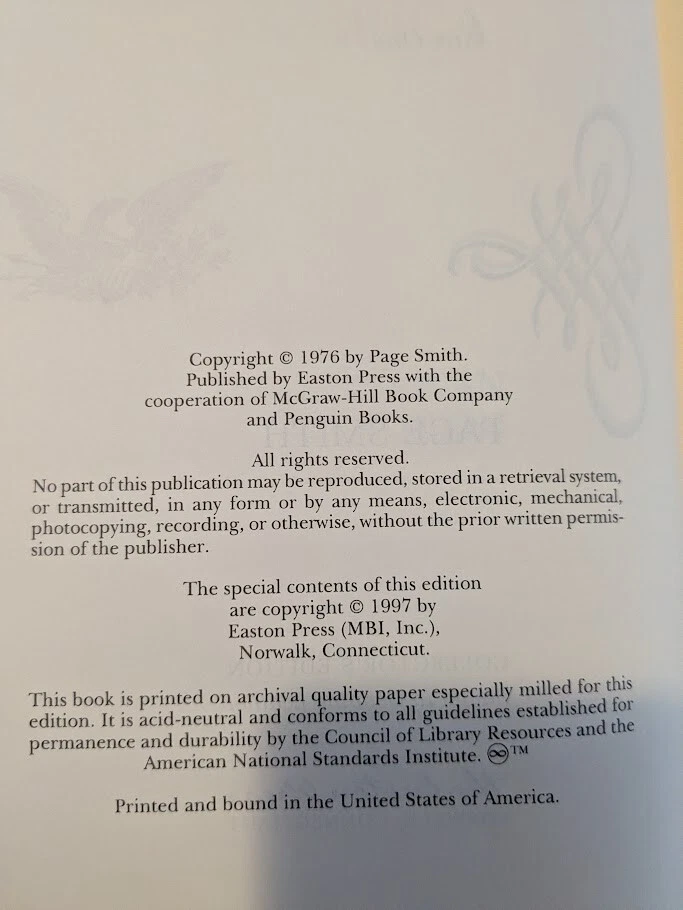 Copyright © 1976 by Page Smith.
Published by Easton Press with the
cooperation of McGraw-Hill Book Company
and Penguin Books.
All rights reserved.
No part of this publication may be reproduced, stored in a retrieval system,
or transmitted, in any form or by any means, electronic, mechanical,
photocopying, recording, or otherwise, without the prior written permis-
sion of the publisher.
The special contents of this edition
are copyright © 1997 by
Easton Press (MBI, Inc.),
Norwalk, Connecticut.
This book is printed on archival quality paper especially milled for this
edition. It is acid-neutral and conforms to all guidelines established for
permanence and durability by the Council of Library Resources and the
American National Standards Institute. ♾™
Printed and bound in the United States of America.